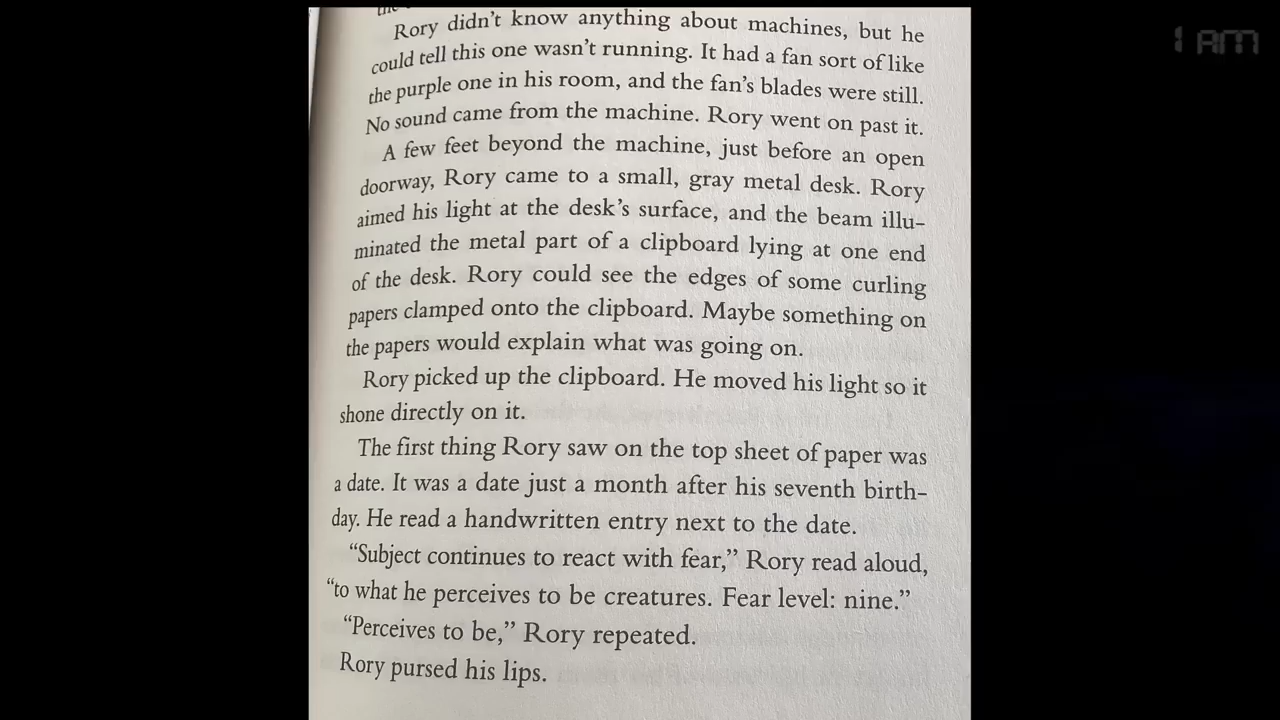 Rory didn’t know anything about machines, but he
could tell this one wasn’t running. It had a fan sort of like
the purple one in his room, and the fan’s blades were still.
No sound came from the machine. Rory went on past it.
A few feet beyond the machine, just before an open
doorway, Rory came to a small, gray metal desk. Rory
aimed his light at the desk’s surface, and the beam illu-
minated the metal part of a clipboard lying at one end
of the desk. Rory could see the edges of some curling
papers clamped onto the clipboard. Maybe something on
the papers would explain what was going on.
Rory picked up the clipboard. He moved his light so it
shone directly on it.
The first thing Rory saw on the top sheet of paper was
a date. It was a date just a month after his seventh birth-
day. He read a handwritten entry next to the date.
“Subject continues to react with fear,” Rory read aloud,
“to what he perceives to be creatures. Fear level: nine.”
“Perceives to be,” Rory repeated.
Rory pursed his lips.
1 AM